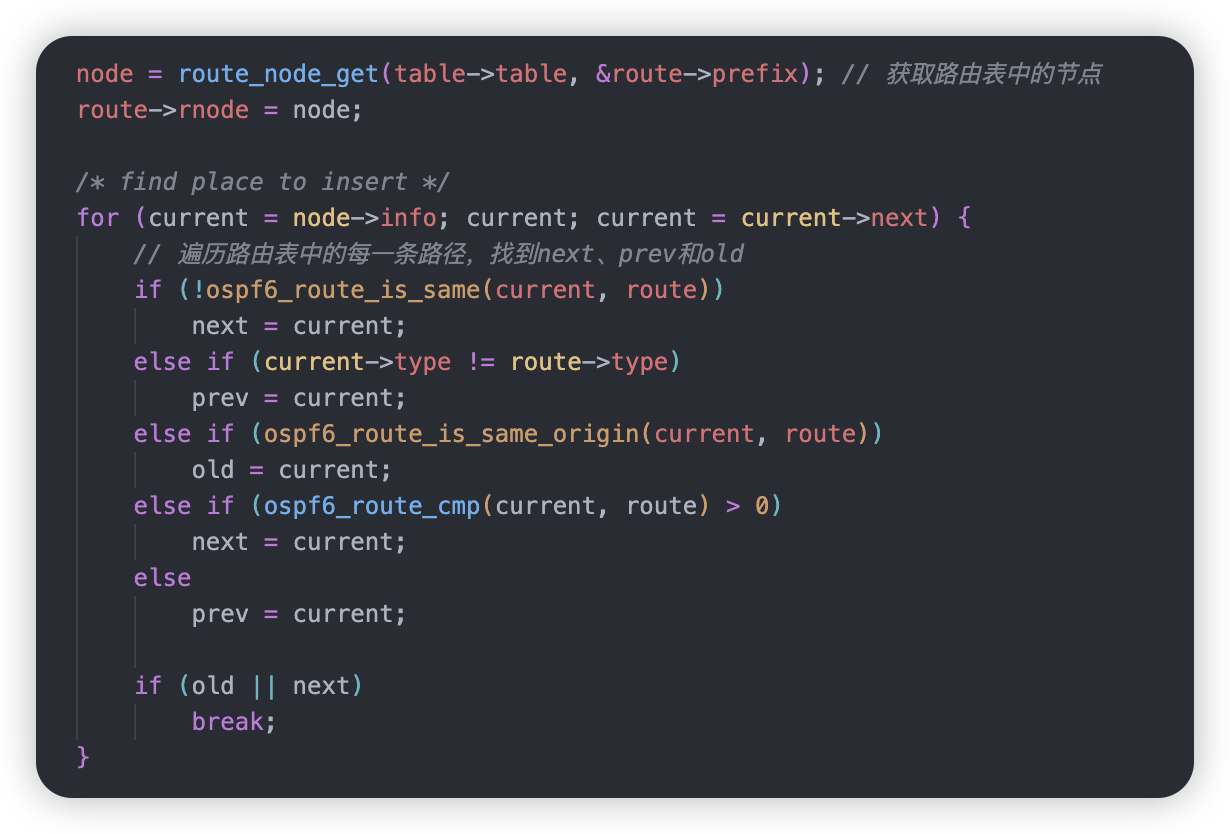 node = route_node_get(table->table, &route->prefix); // 获取路由表中的节点
route->rnode = node;
/* find place to insert */
for (current = node->info; current; current = current->next) {
// 遍历路由表中的每一条路径，找到next、prev和old
if (!ospf6_route_is_same(current, route))
next = current;
else if (current->type != route->type)
prev = current;
else if (ospf6_route_is_same_origin(current, route))
old = current;
else if (ospf6_route_cmp(current, route) > 0)
next = current;
else
prev = current;
if (old || next)
break;
}